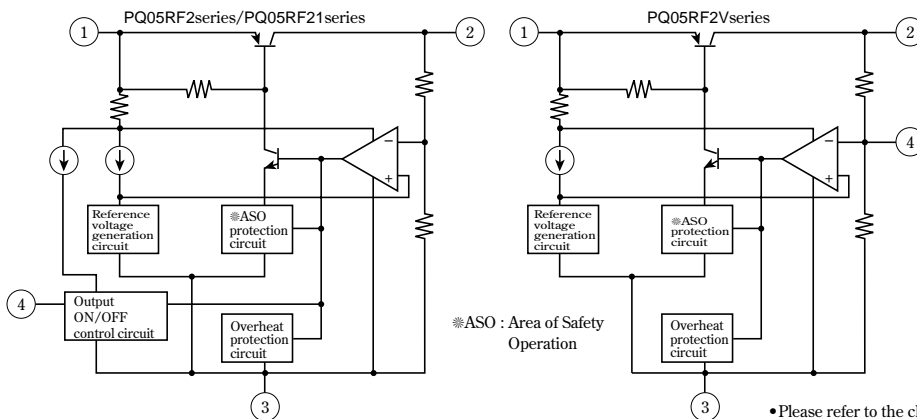 PQ05RF2series/PQ05RF21series
1
2
−
+
Reference
voltage
generation
circuit
※ASO
protection
circuit
4
Output
ON/OFF
control circuit
Overheat
protection
circuit
3
※ASO : Area of Safety
Operation
PQ05RF2Vseries
1
2
−
4
+
Reference
voltage
generation
circuit
※ASO
protection
circuit
Overheat
protection
circuit
3
•Please refer to the